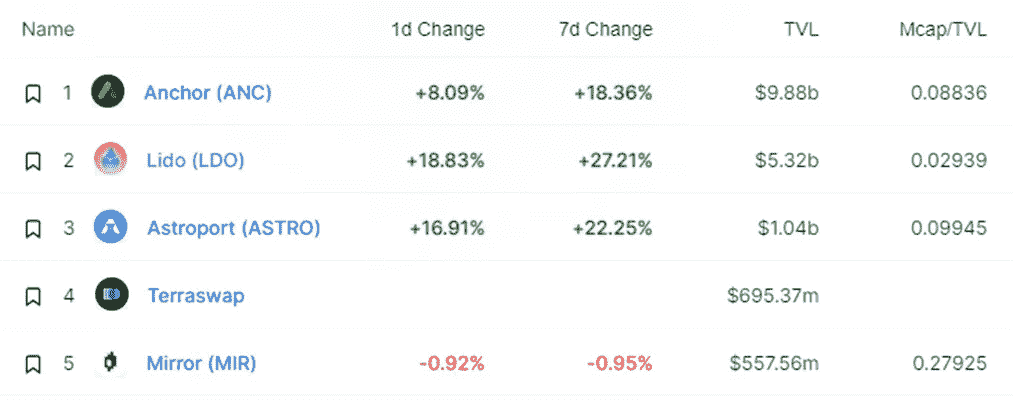 Name 1d Change 7d Change TVL Mcap/TVL
1 Anchor (ANC) +8.09% +18.36% $9.88b 0.08836
2 Lido (LDO) +18.83% +27.21% $5.32b 0.02939
3 Astroport (ASTRO) +16.91% +22.25% $1.04b 0.09945
4 Terraswap $695.37m
5 Mirror (MIR) -0.92% -0.95% $557.56m 0.27925